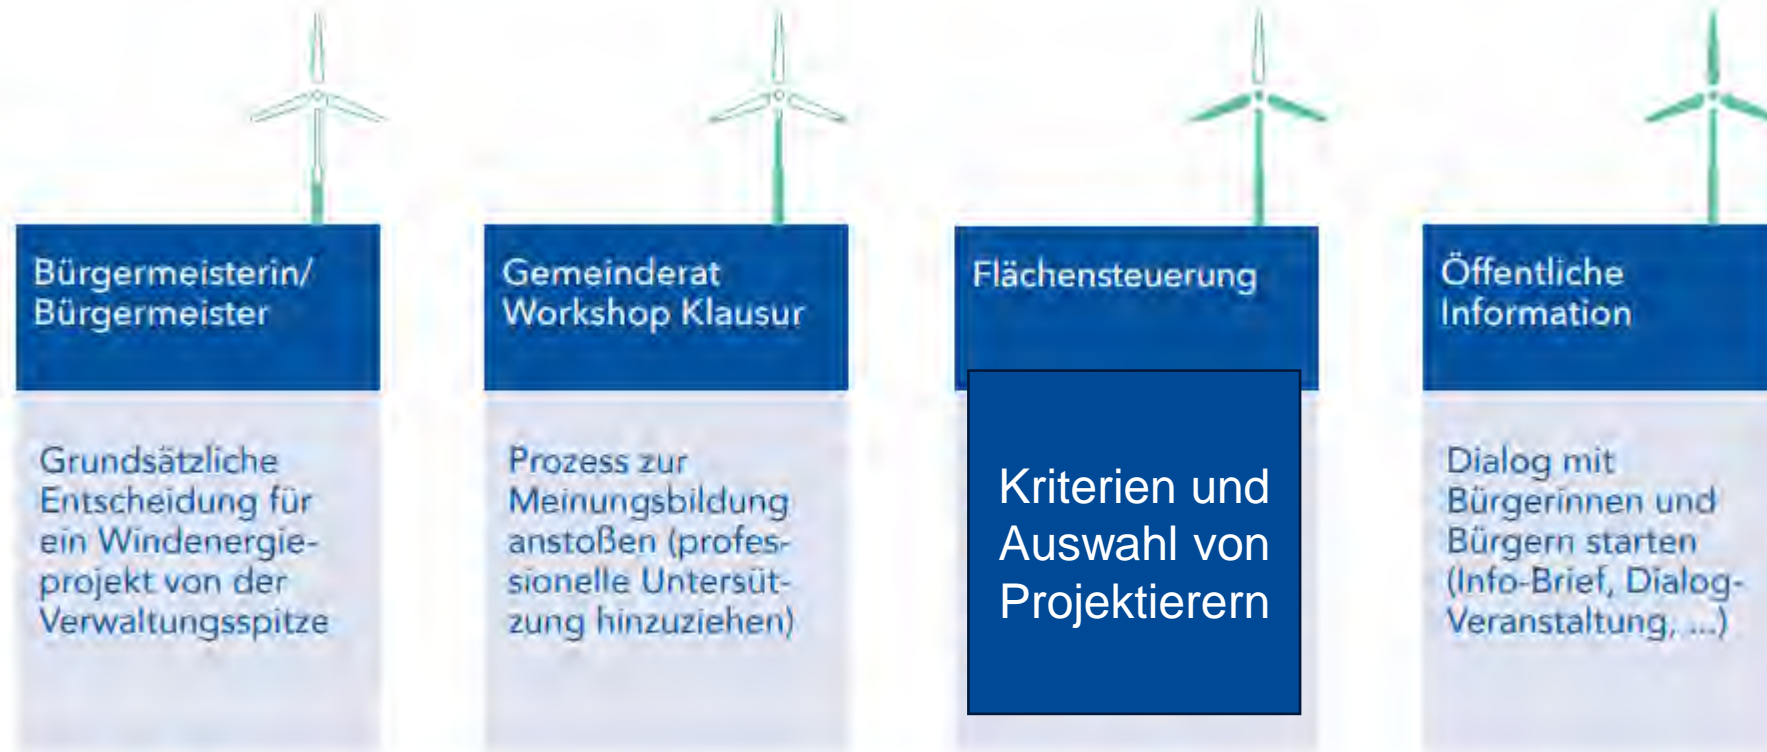 Bürgermeisterin/
Bürgermeister
Grundsätzliche
Entscheidung für
ein Windenergie-
projekt von der
Verwaltungsspitze
Gemeinderat
Workshop Klausur
Prozess zur
Meinungsbildung
anstoßen (profes-
sionelle Untersüt-
zung hinzuziehen)
Flächensteuerung
Kriterien und
Auswahl von
Projektierern
Öffentliche
Information
Dialog mit
Bürgerinnen und
Bürgern starten
(Info-Brief, Dialog-
Veranstaltung, ...)